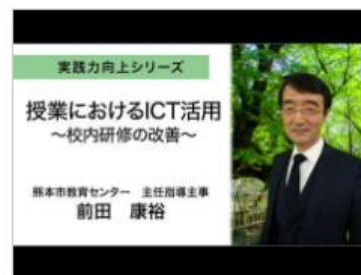 実践力向上シリーズ
授業におけるICT活用
～校内研修の改善～
熊本市教育センター 主任指導主事
前田 康裕